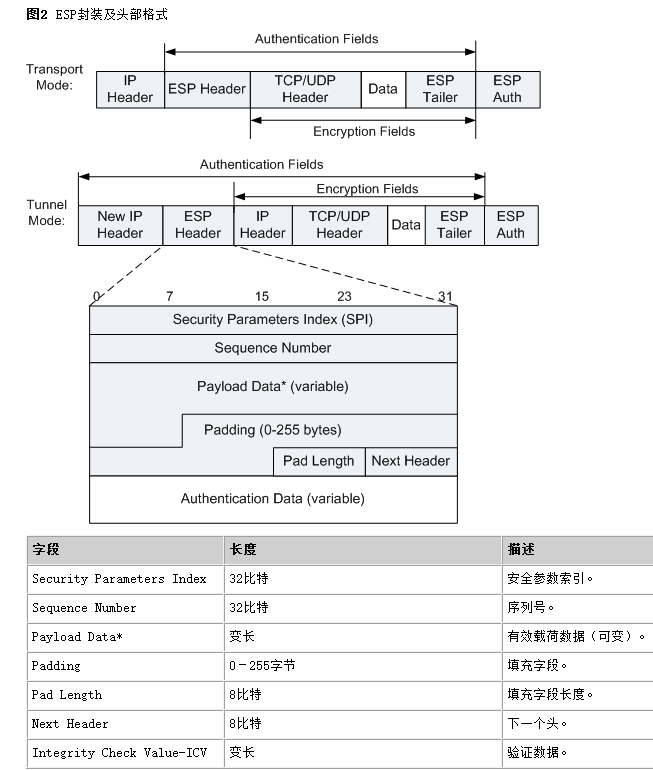 图2 ESP封装及头部格式
Authentication Fields
Transport Mode:
IP Header ESP Header TCP/UDP Header Data ESP Tailer ESP Auth
Encryption Fields
Authentication Fields
Encryption Fields
Tunnel Mode:
New IP Header ESP Header IP Header TCP/UDP Header Data ESP Tailer ESP Auth
0 7 15 23 31
Security Parameters Index (SPI)
Sequence Number
Payload Data* (variable)
Padding (0-255 bytes)
Pad Length Next Header
Authentication Data (variable)
字段 长度 描述
Security Parameters Index 32比特 安全参数索引。
Sequence Number 32比特 序列号。
Payload Data* 变长 有效载荷数据（可变）。
Padding 0－255字节 填充字段。
Pad Length 8比特 填充字段长度。
Next Header 8比特 下一个头。
Integrity Check Value-ICV 变长 验证数据。